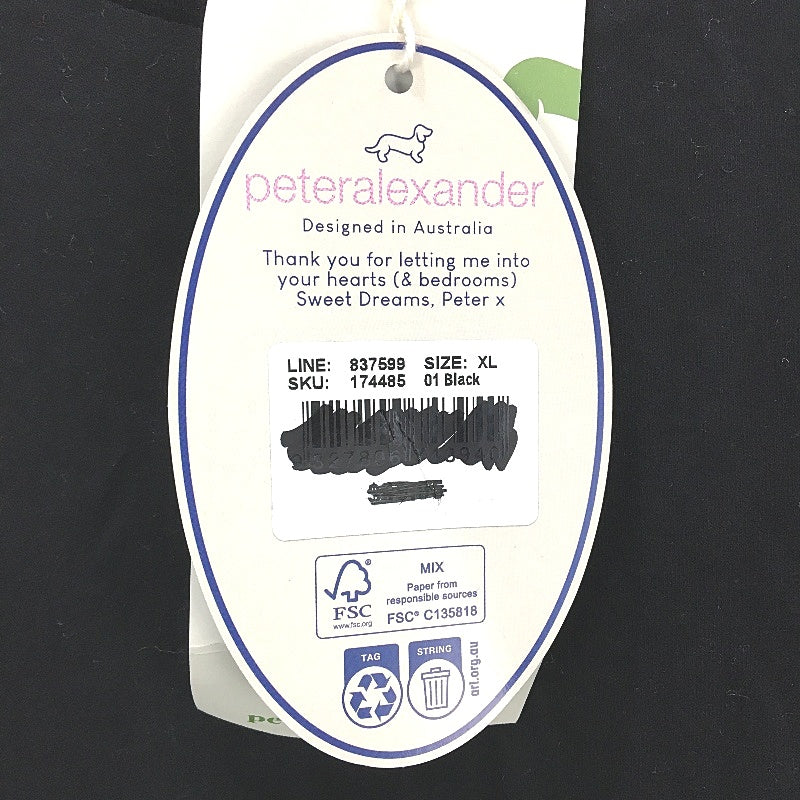 peteralexander
Designed in Australia
Thank you for letting me into
your hearts (& bedrooms)
Sweet Dreams, Peter x
LINE: 837599 SIZE: XL
SKU: 174485 01 Black
FSC®
www.fsc.org
MIX
Paper from
responsible sources
FSC® C135818
TAG
STRING
arl.org.au